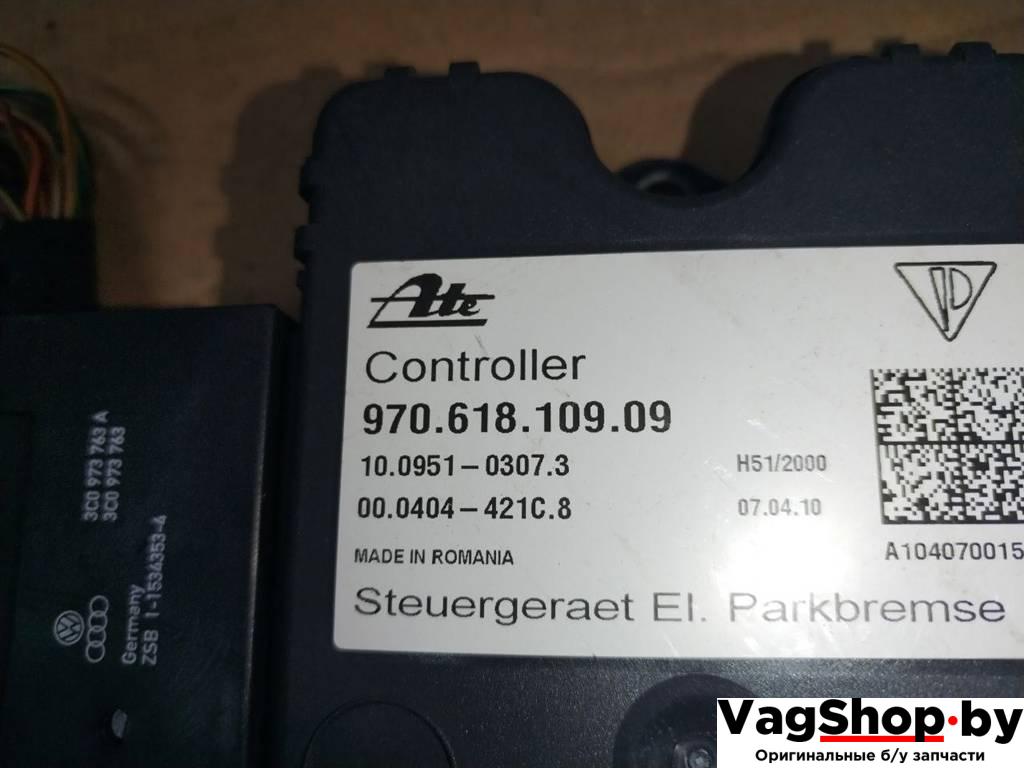 Ate
Controller
970.618.109.09
10.0951-0307.3
H51/2000
00.0404-421C.8
07.04.10
MADE IN ROMANIA
A104070015
Steuergeraet El. Parkbremse
3C0 973 763 A
3C0 973 763
Germany
ZSB 1-1534353-4
VagShop.by
Оригинальные б/у запчасти